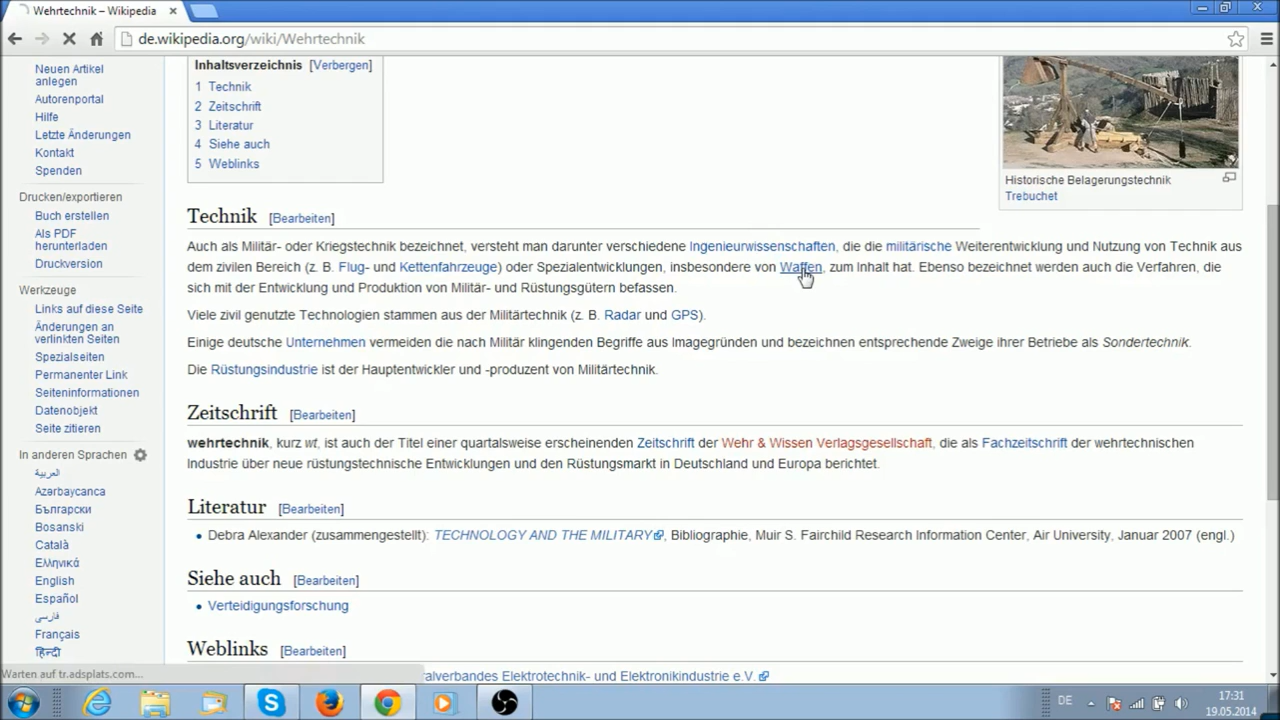 Wehrtechnik – Wikipedia
de.wikipedia.org/wiki/Wehrtechnik
Neuen Artikel
anlegen
Autorenportal
Hilfe
Letzte Änderungen
Kontakt
Spenden
Drucken/exportieren
Buch erstellen
Als PDF
herunterladen
Druckversion
Werkzeuge
Links auf diese Seite
Änderungen an
verlinkten Seiten
Spezialseiten
Permanenter Link
Seiteninformationen
Datenobjekt
Seite zitieren
In anderen Sprachen
العربية
Azərbaycanca
Български
Bosanski
Català
Ελληνικά
English
Español
فارسی
Français
हिन्दी
Inhaltsverzeichnis [Verbergen]
1 Technik
2 Zeitschrift
3 Literatur
4 Siehe auch
5 Weblinks
Historische Belagerungstechnik
Trebuchet
Technik [Bearbeiten]
Auch als Militär- oder Kriegstechnik bezeichnet, versteht man darunter verschiedene Ingenieurwissenschaften, die die militärische Weiterentwicklung und Nutzung von Technik aus
dem zivilen Bereich (z. B. Flug- und Kettenfahrzeuge) oder Spezialentwicklungen, insbesondere von Waffen, zum Inhalt hat. Ebenso bezeichnet werden auch die Verfahren, die
sich mit der Entwicklung und Produktion von Militär- und Rüstungsgütern befassen.
Viele zivil genutzte Technologien stammen aus der Militärtechnik (z. B. Radar und GPS).
Einige deutsche Unternehmen vermeiden die nach Militär klingenden Begriffe aus Imagegründen und bezeichnen entsprechende Zweige ihrer Betriebe als Sondertechnik.
Die Rüstungsindustrie ist der Hauptentwickler und -produzent von Militärtechnik.
Zeitschrift [Bearbeiten]
wehrtechnik, kurz wt, ist auch der Titel einer quartalsweise erscheinenden Zeitschrift der Wehr & Wissen Verlagsgesellschaft, die als Fachzeitschrift der wehrtechnischen
Industrie über neue rüstungstechnische Entwicklungen und den Rüstungsmarkt in Deutschland und Europa berichtet.
Literatur [Bearbeiten]
Debra Alexander (zusammengestellt): TECHNOLOGY AND THE MILITARY, Bibliographie, Muir S. Fairchild Research Information Center, Air University, Januar 2007 (engl.)
Siehe auch [Bearbeiten]
Verteidigungsforschung
Weblinks [Bearbeiten]
ralverbandes Elektrotechnik- und Elektronikindustrie e.V.
Warten auf tr.adsplats.com...
DE
17:31
19.05.2014